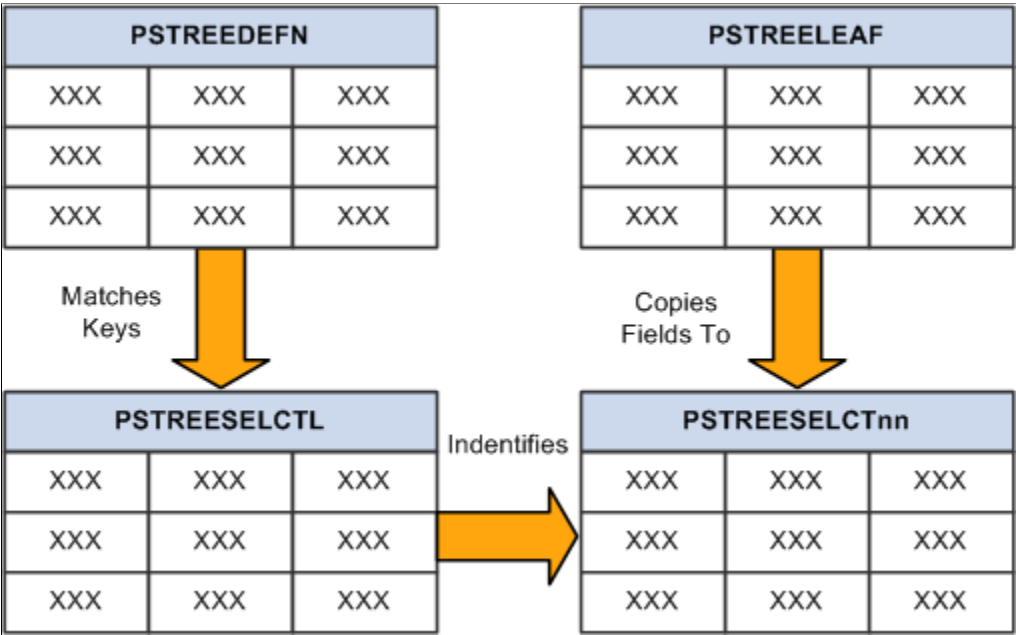 PSTREEDEFN
XXX XXX XXX
XXX XXX XXX
XXX XXX XXX
PSTREELEAF
XXX XXX XXX
XXX XXX XXX
XXX XXX XXX
Matches
Keys
Copies
Fields To
PSTREESELCTL
XXX XXX XXX
XXX XXX XXX
XXX XXX XXX
Indentifies
PSTREESELCTnn
XXX XXX XXX
XXX XXX XXX
XXX XXX XXX